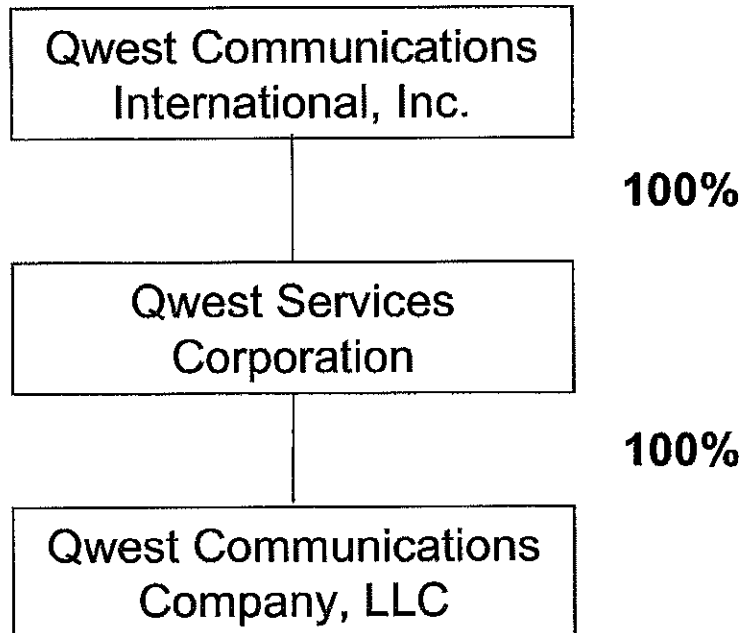 Qwest Communications
International, Inc.
100%
Qwest Services
Corporation
100%
Qwest Communications
Company, LLC